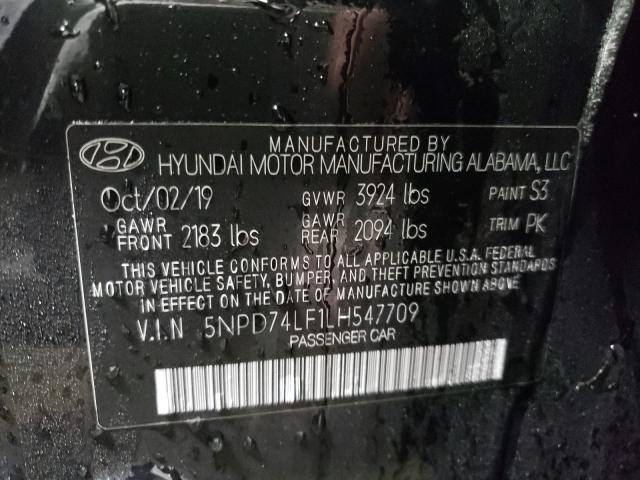 MANUFACTURED BY
HYUNDAI MOTOR MANUFACTURING ALABAMA, LLC
Oct/02/19 GVWR 3924 lbs PAINT S3
GAWR FRONT 2183 lbs GAWR REAR 2094 lbs TRIM PK
THIS VEHICLE CONFORMS TO ALL APPLICABLE U.S.A. FEDERAL
MOTOR VEHICLE SAFETY, BUMPER, AND THEFT PREVENTION STANDARDS
IN EFFECT ON THE DATE OF MANUFACTURE SHOWN ABOVE.
V.I.N 5NPD74LF1LH547709
PASSENGER CAR